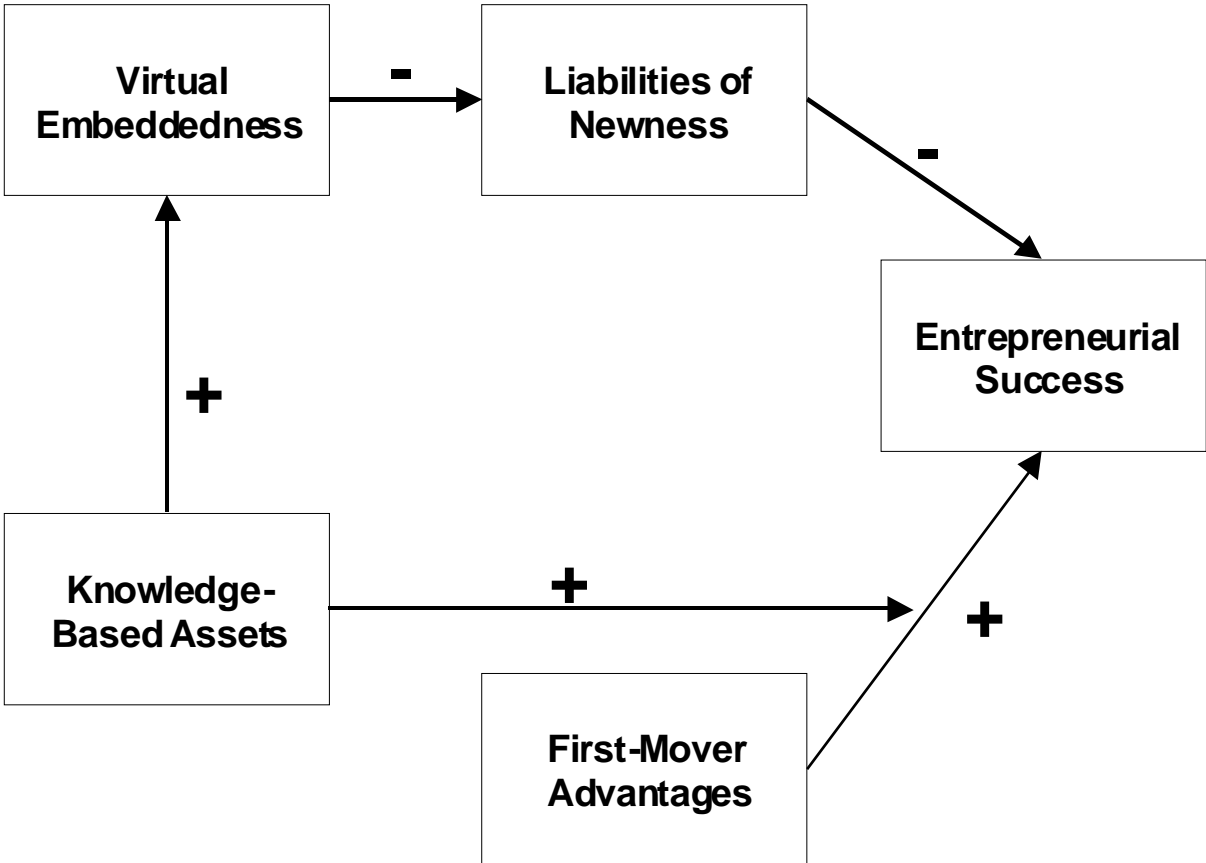 Virtual
Embeddedness
-
Liabilities of
Newness
-
Entrepreneurial
Success
+
Knowledge-
Based Assets
+
+
First-Mover
Advantages